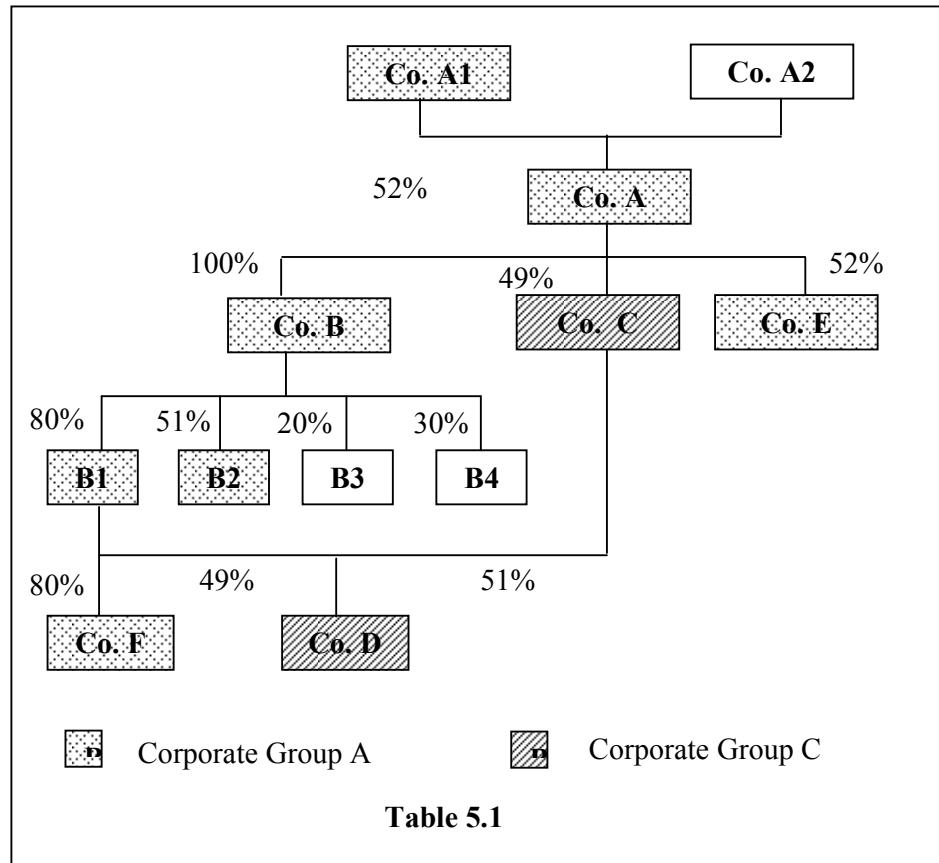 Co. A1
Co. A2
52%
Co. A
100%
49%
52%
Co. B
Co. C
Co. E
80%
51%
20%
30%
B1
B2
B3
B4
80%
49%
51%
Co. F
Co. D
Corporate Group A
Corporate Group C
Table 5.1